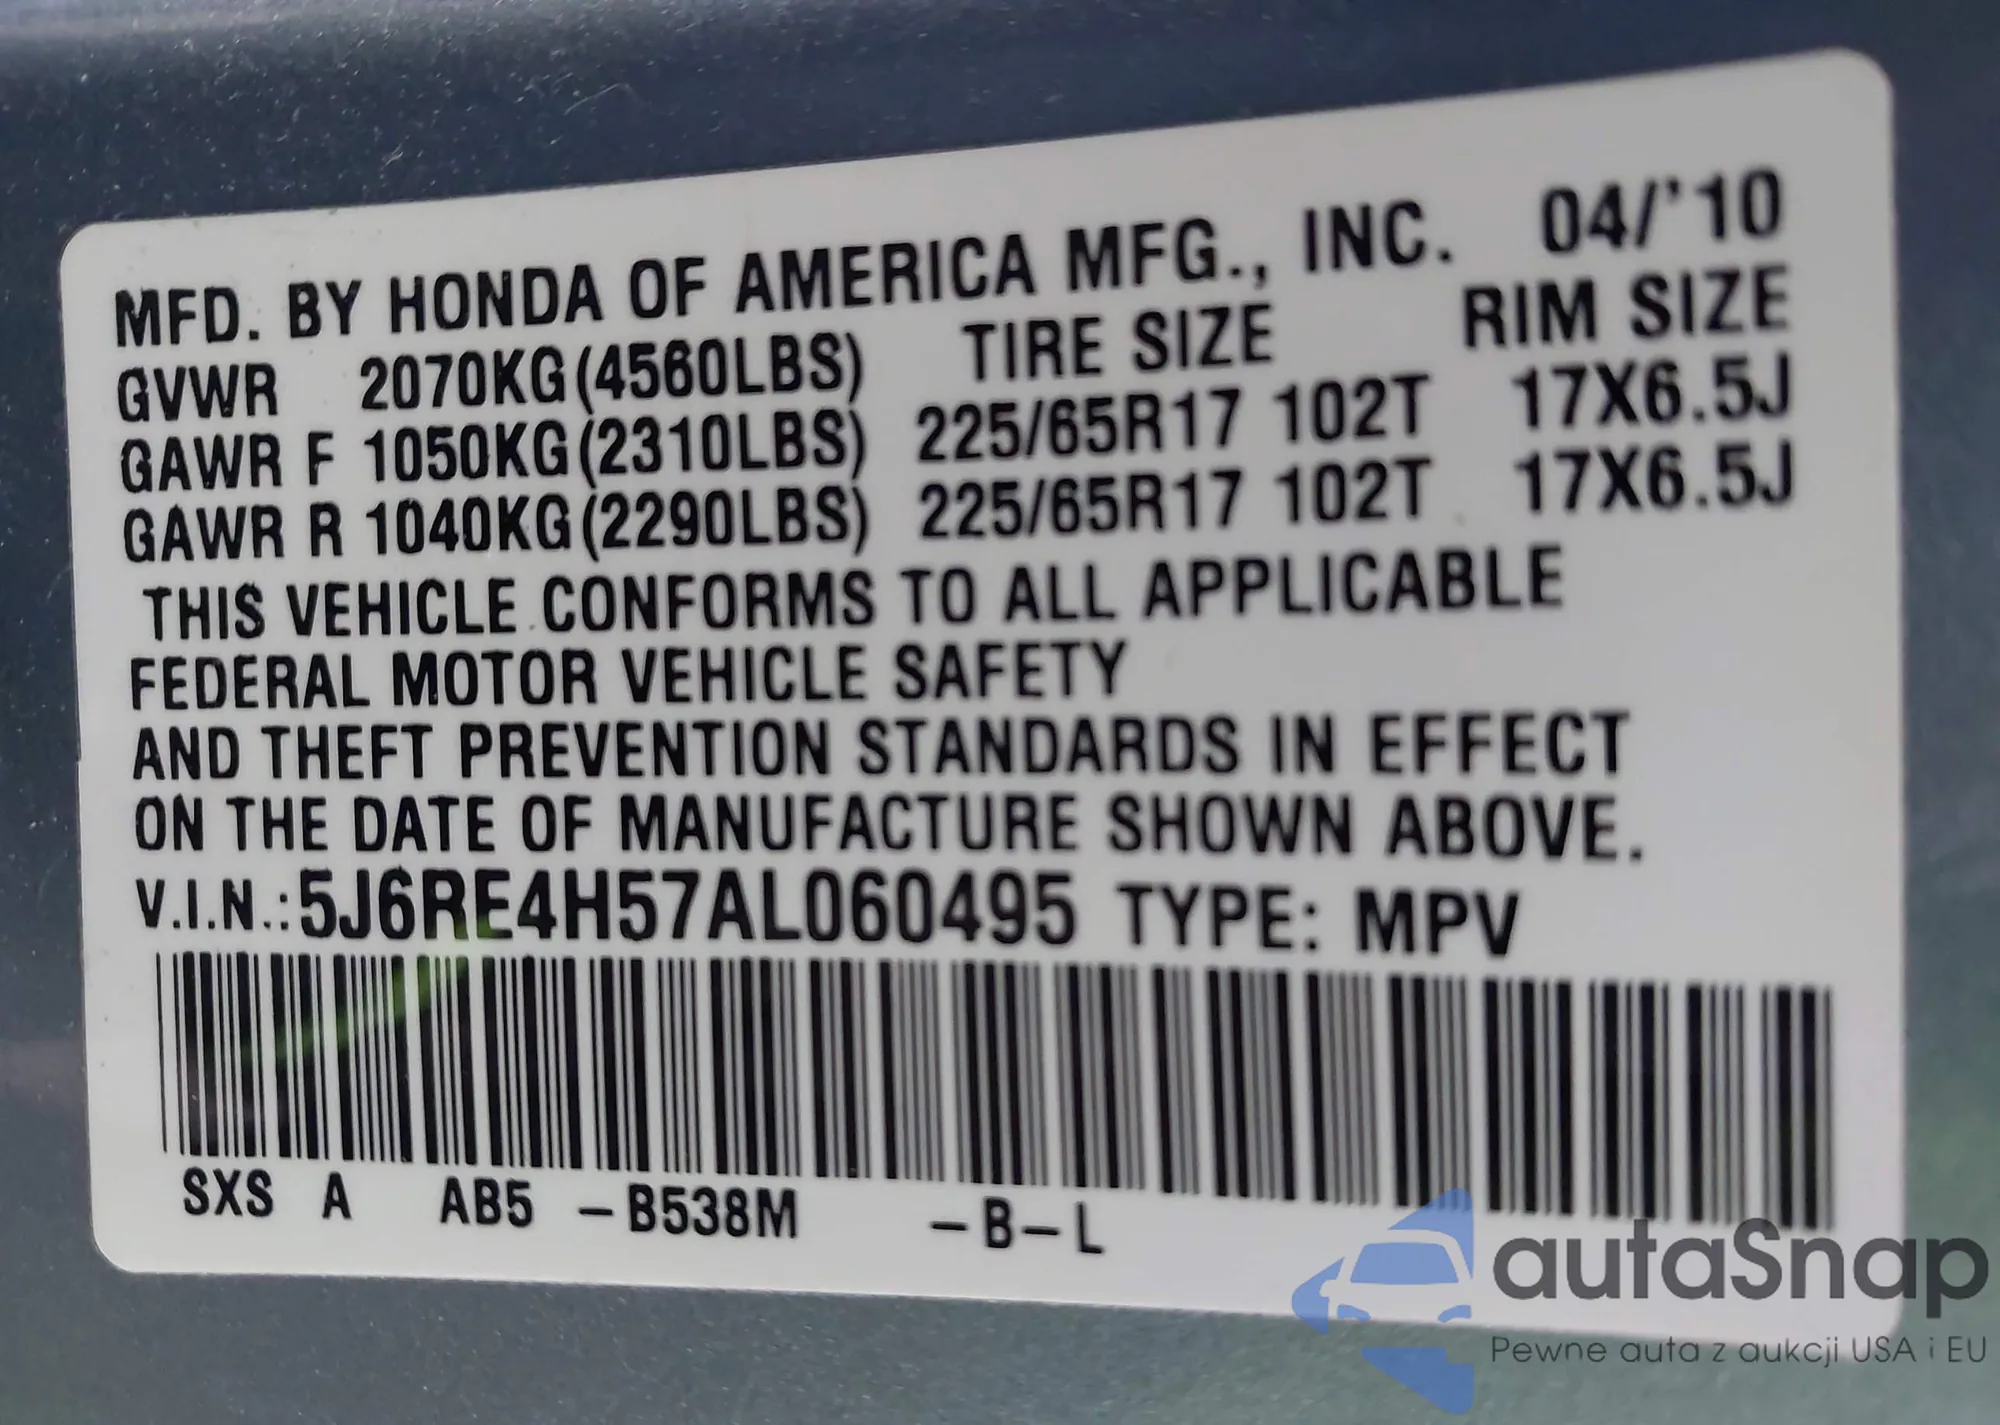 MFD. BY HONDA OF AMERICA MFG., INC. 04/'10
GVWR 2070KG(4560LBS) TIRE SIZE RIM SIZE
GAWR F 1050KG(2310LBS) 225/65R17 102T 17X6.5J
GAWR R 1040KG(2290LBS) 225/65R17 102T 17X6.5J
THIS VEHICLE CONFORMS TO ALL APPLICABLE
FEDERAL MOTOR VEHICLE SAFETY
AND THEFT PREVENTION STANDARDS IN EFFECT
ON THE DATE OF MANUFACTURE SHOWN ABOVE.
V.I.N.:5J6RE4H57AL060495 TYPE: MPV
SXS A AB5 -B538M -B-L
autaSnap
Pewne auta z aukcji USA i EU